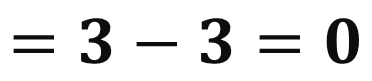 = 3 − 3 = 0